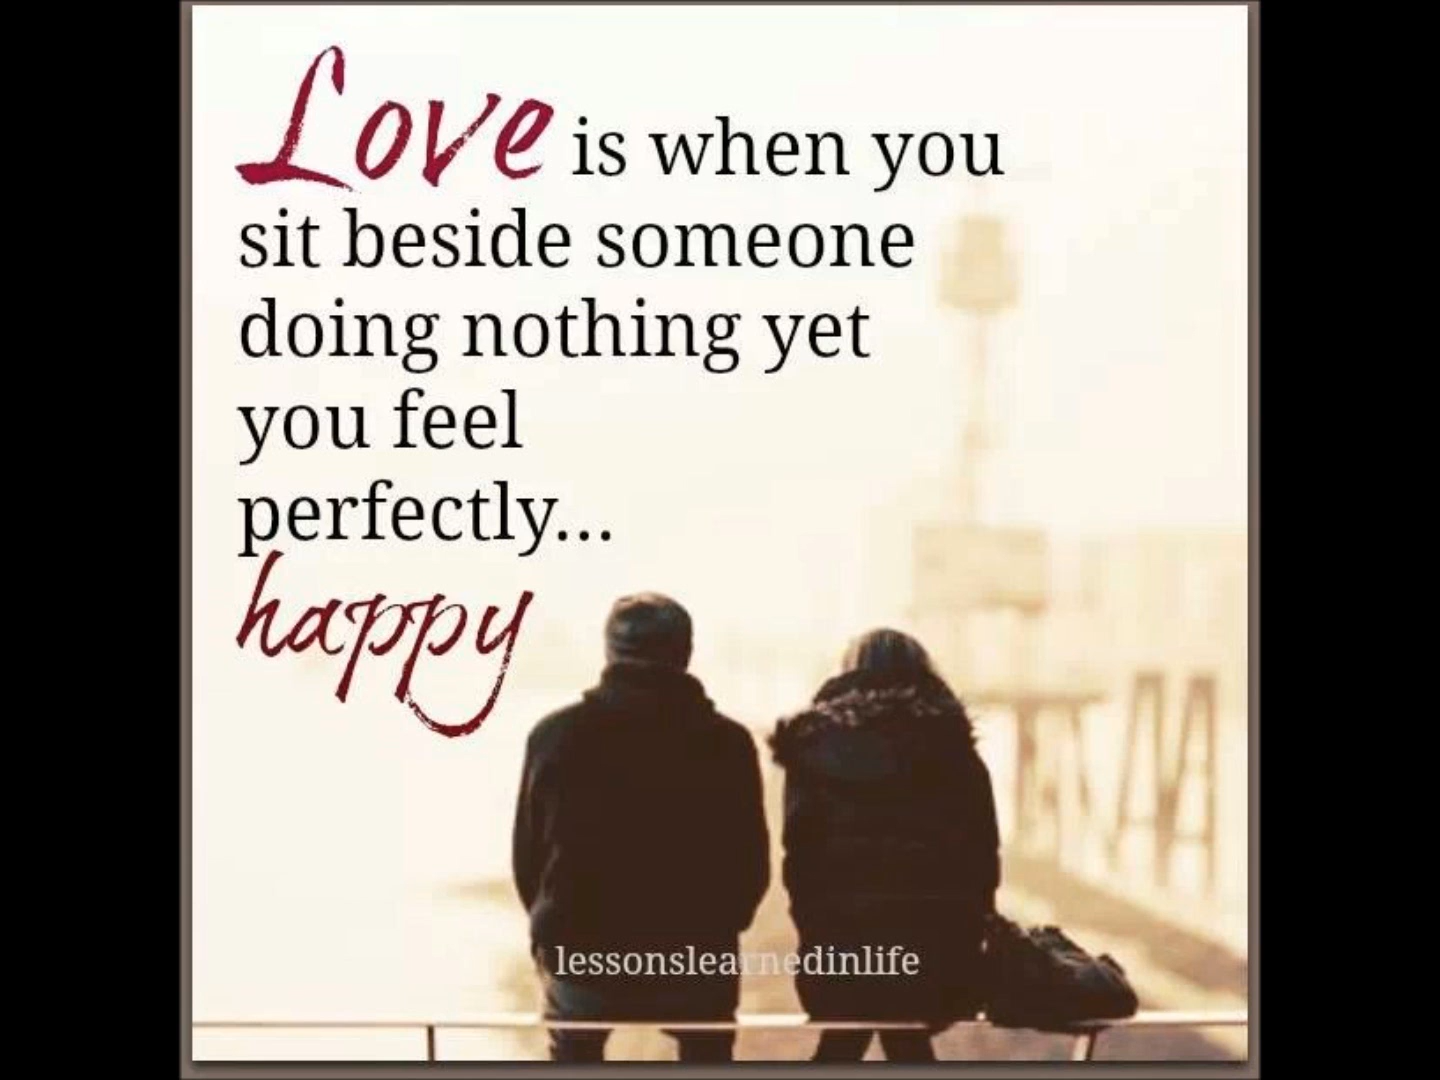 Love is when you
sit beside someone
doing nothing yet
you feel
perfectly...
happy
lessonslearnedinlife